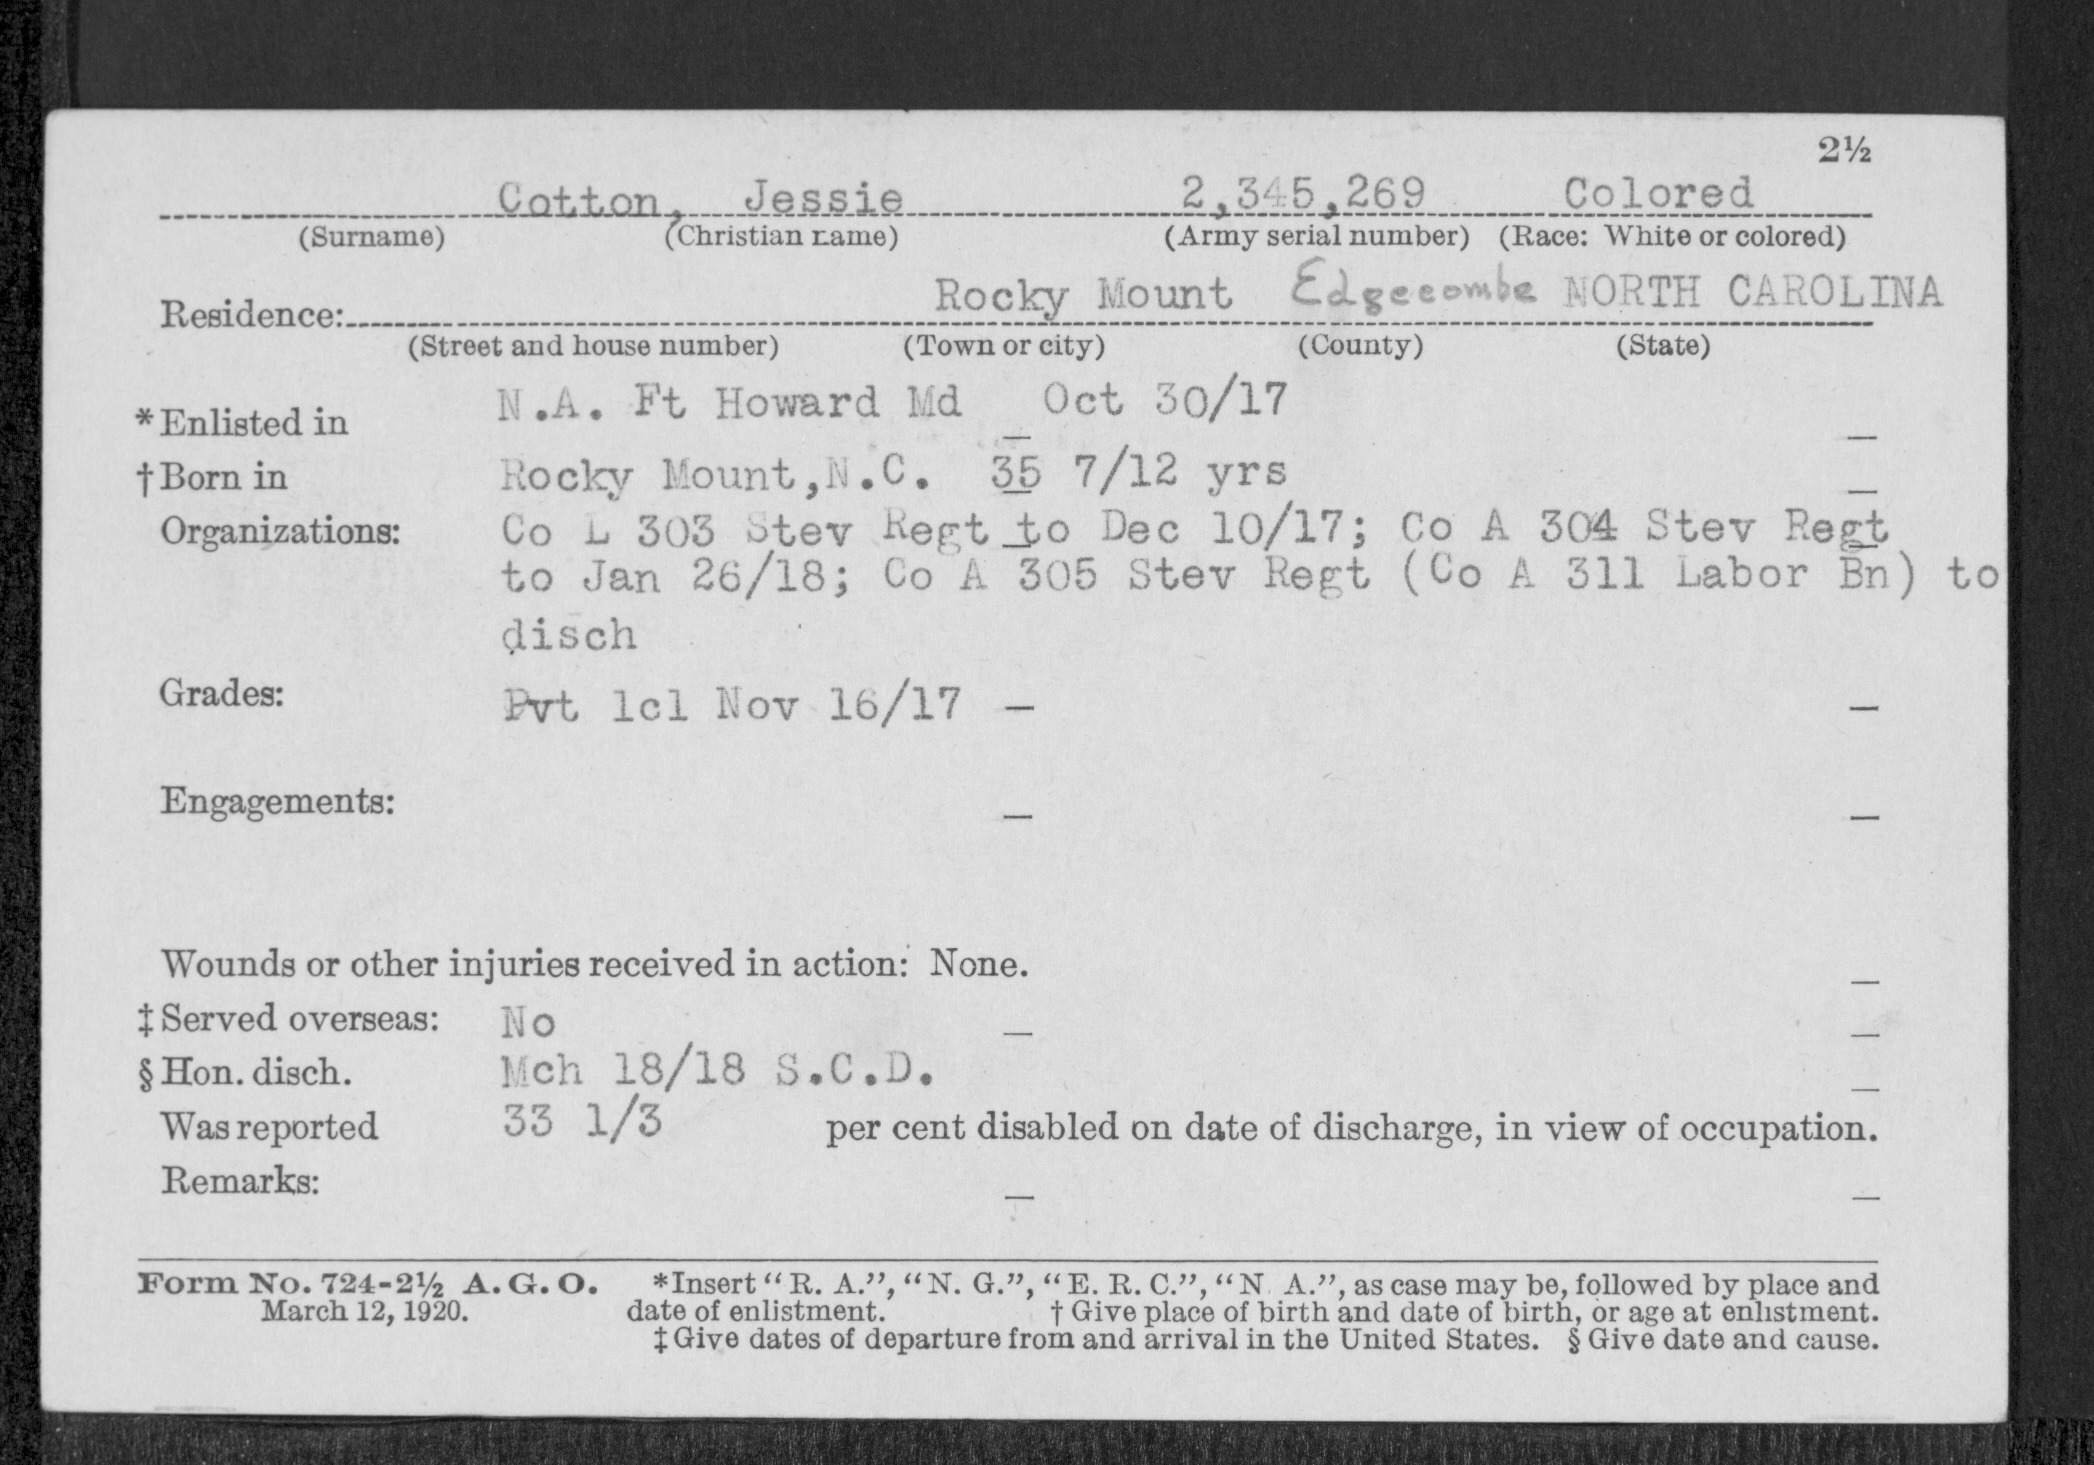 2½
Cotton, Jessie 2,345,269 Colored
(Surname) (Christian name) (Army serial number) (Race: White or colored)
Residence: Rocky Mount Edgecombe NORTH CAROLINA
(Street and house number) (Town or city) (County) (State)
*Enlisted in N.A. Ft Howard Md Oct 30/17
†Born in Rocky Mount,N.C. 35 7/12 yrs
Organizations: Co L 303 Stev Regt to Dec 10/17; Co A 304 Stev Regt
to Jan 26/18; Co A 305 Stev Regt (Co A 311 Labor Bn) to
disch
Grades: Pvt 1cl Nov 16/17 –
Engagements:
Wounds or other injuries received in action: None.
‡Served overseas: No
§Hon. disch. Mch 18/18 S.C.D.
Was reported 33 1/3 per cent disabled on date of discharge, in view of occupation.
Remarks:
Form No. 724-2½ A.G.O. *Insert "R. A.", "N. G.", "E. R. C.", "N. A.", as case may be, followed by place and
March 12, 1920. date of enlistment. †Give place of birth and date of birth, or age at enlistment.
‡Give dates of departure from and arrival in the United States. §Give date and cause.